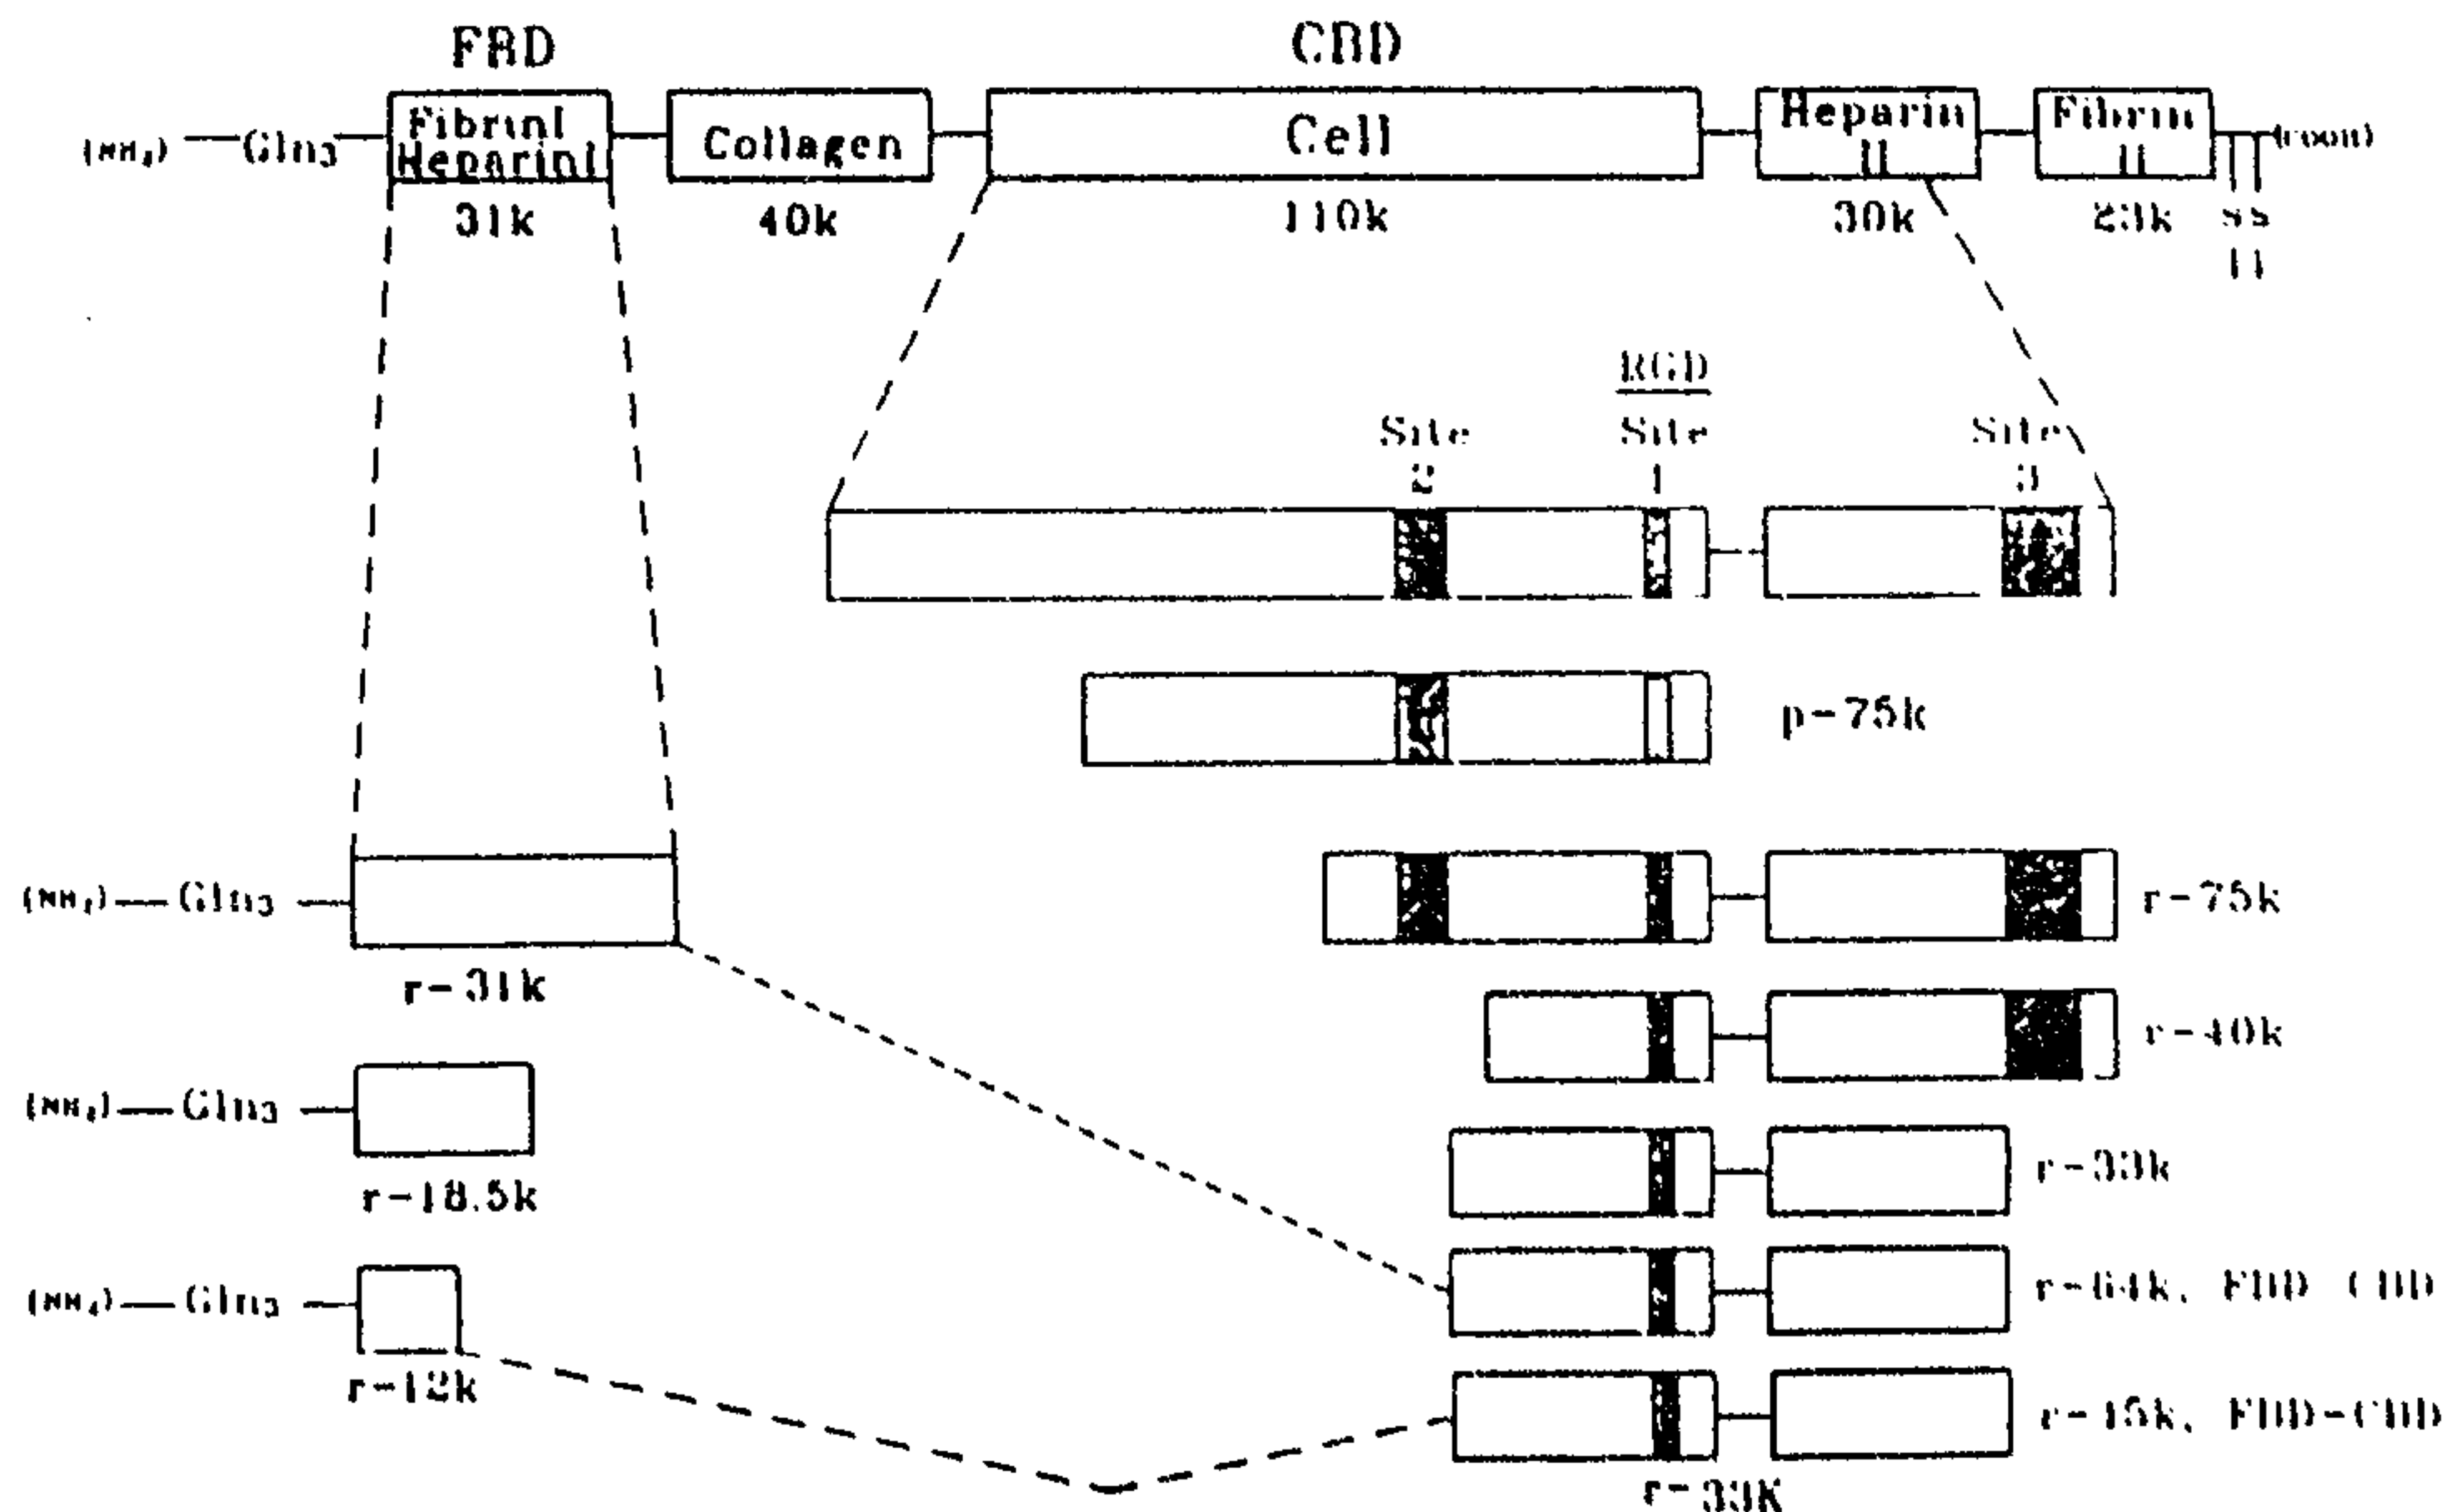 FBD CBD
(NH2) Gln3 Fibrin I Collagen Cell Heparin Fibrin (COOH)
Heparin I II II
31k 40k 110k 30k 23k S S
RGD
Site Site Site
2 1 3
p-75k
(NH2) Gln3 r-75k
r-31k
r-40k
(NH2) Gln3
r-33k
r-18.5k
(NH2) Gln3 r-64k, FBD-CBD
r-12k
r-45k, FBD-CBD
r-33K